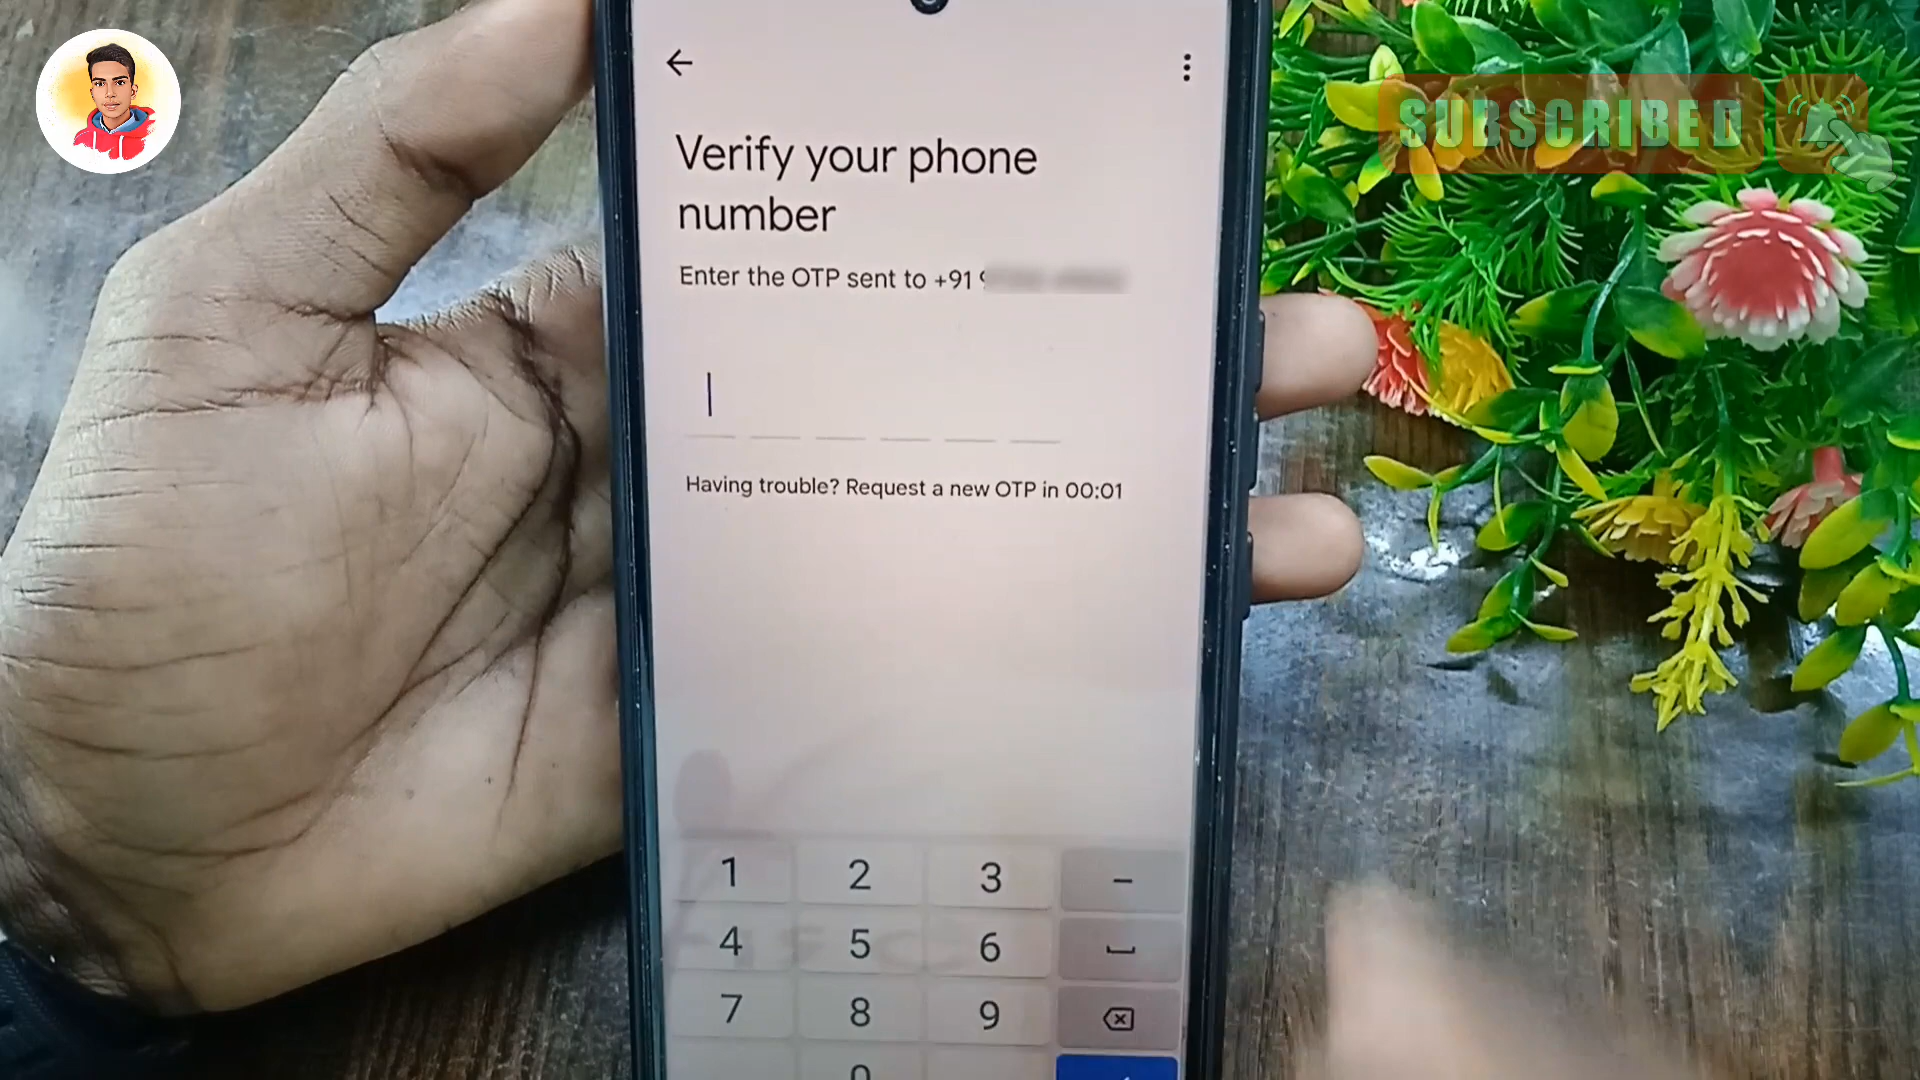 SUBSCRIBED
Verify your phone
number
Enter the OTP sent to +91
Having trouble? Request a new OTP in 00:01
1 2 3 –
4 5 6
7 8 9
0